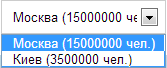 Москва (15000000 че
Москва (15000000 чел.)
Киев (3500000 чел.)